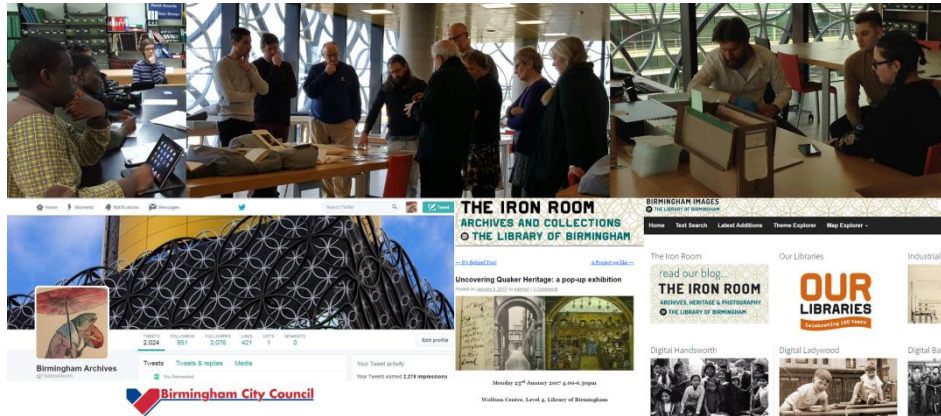 Home Moments Notifications Messages Search Twitter Tweet
TWEETS FOLLOWING FOLLOWERS LIKES LISTS MOMENTS
2,024 851 3,076 421 1 0
Edit profile
Birmingham Archives
Tweets Tweets & replies Media
You Retweeted
Your Tweet activity
Your Tweets earned 2,276 impressions
Birmingham City Council
THE IRON ROOM
ARCHIVES AND COLLECTIONS
@ THE LIBRARY OF BIRMINGHAM
← It's Behind You!
A Project on like →
Uncovering Quaker Heritage: a pop-up exhibition
Monday 23rd January 2017 4.00-6.30pm
Wolfson Centre, Level 4, Library of Birmingham
BIRMINGHAM IMAGES
@ THE LIBRARY OF BIRMINGHAM
Home Text Search Latest Additions Theme Explorer Map Explorer
The Iron Room
read our blog...
THE IRON ROOM
ARCHIVES, HERITAGE & PHOTOGRAPHY
@ THE LIBRARY OF BIRMINGHAM
Our Libraries
OUR
LIBRARIES
Celebrating 150 Years
Industrial
Digital Handsworth
Digital Ladywood
Digital Ba